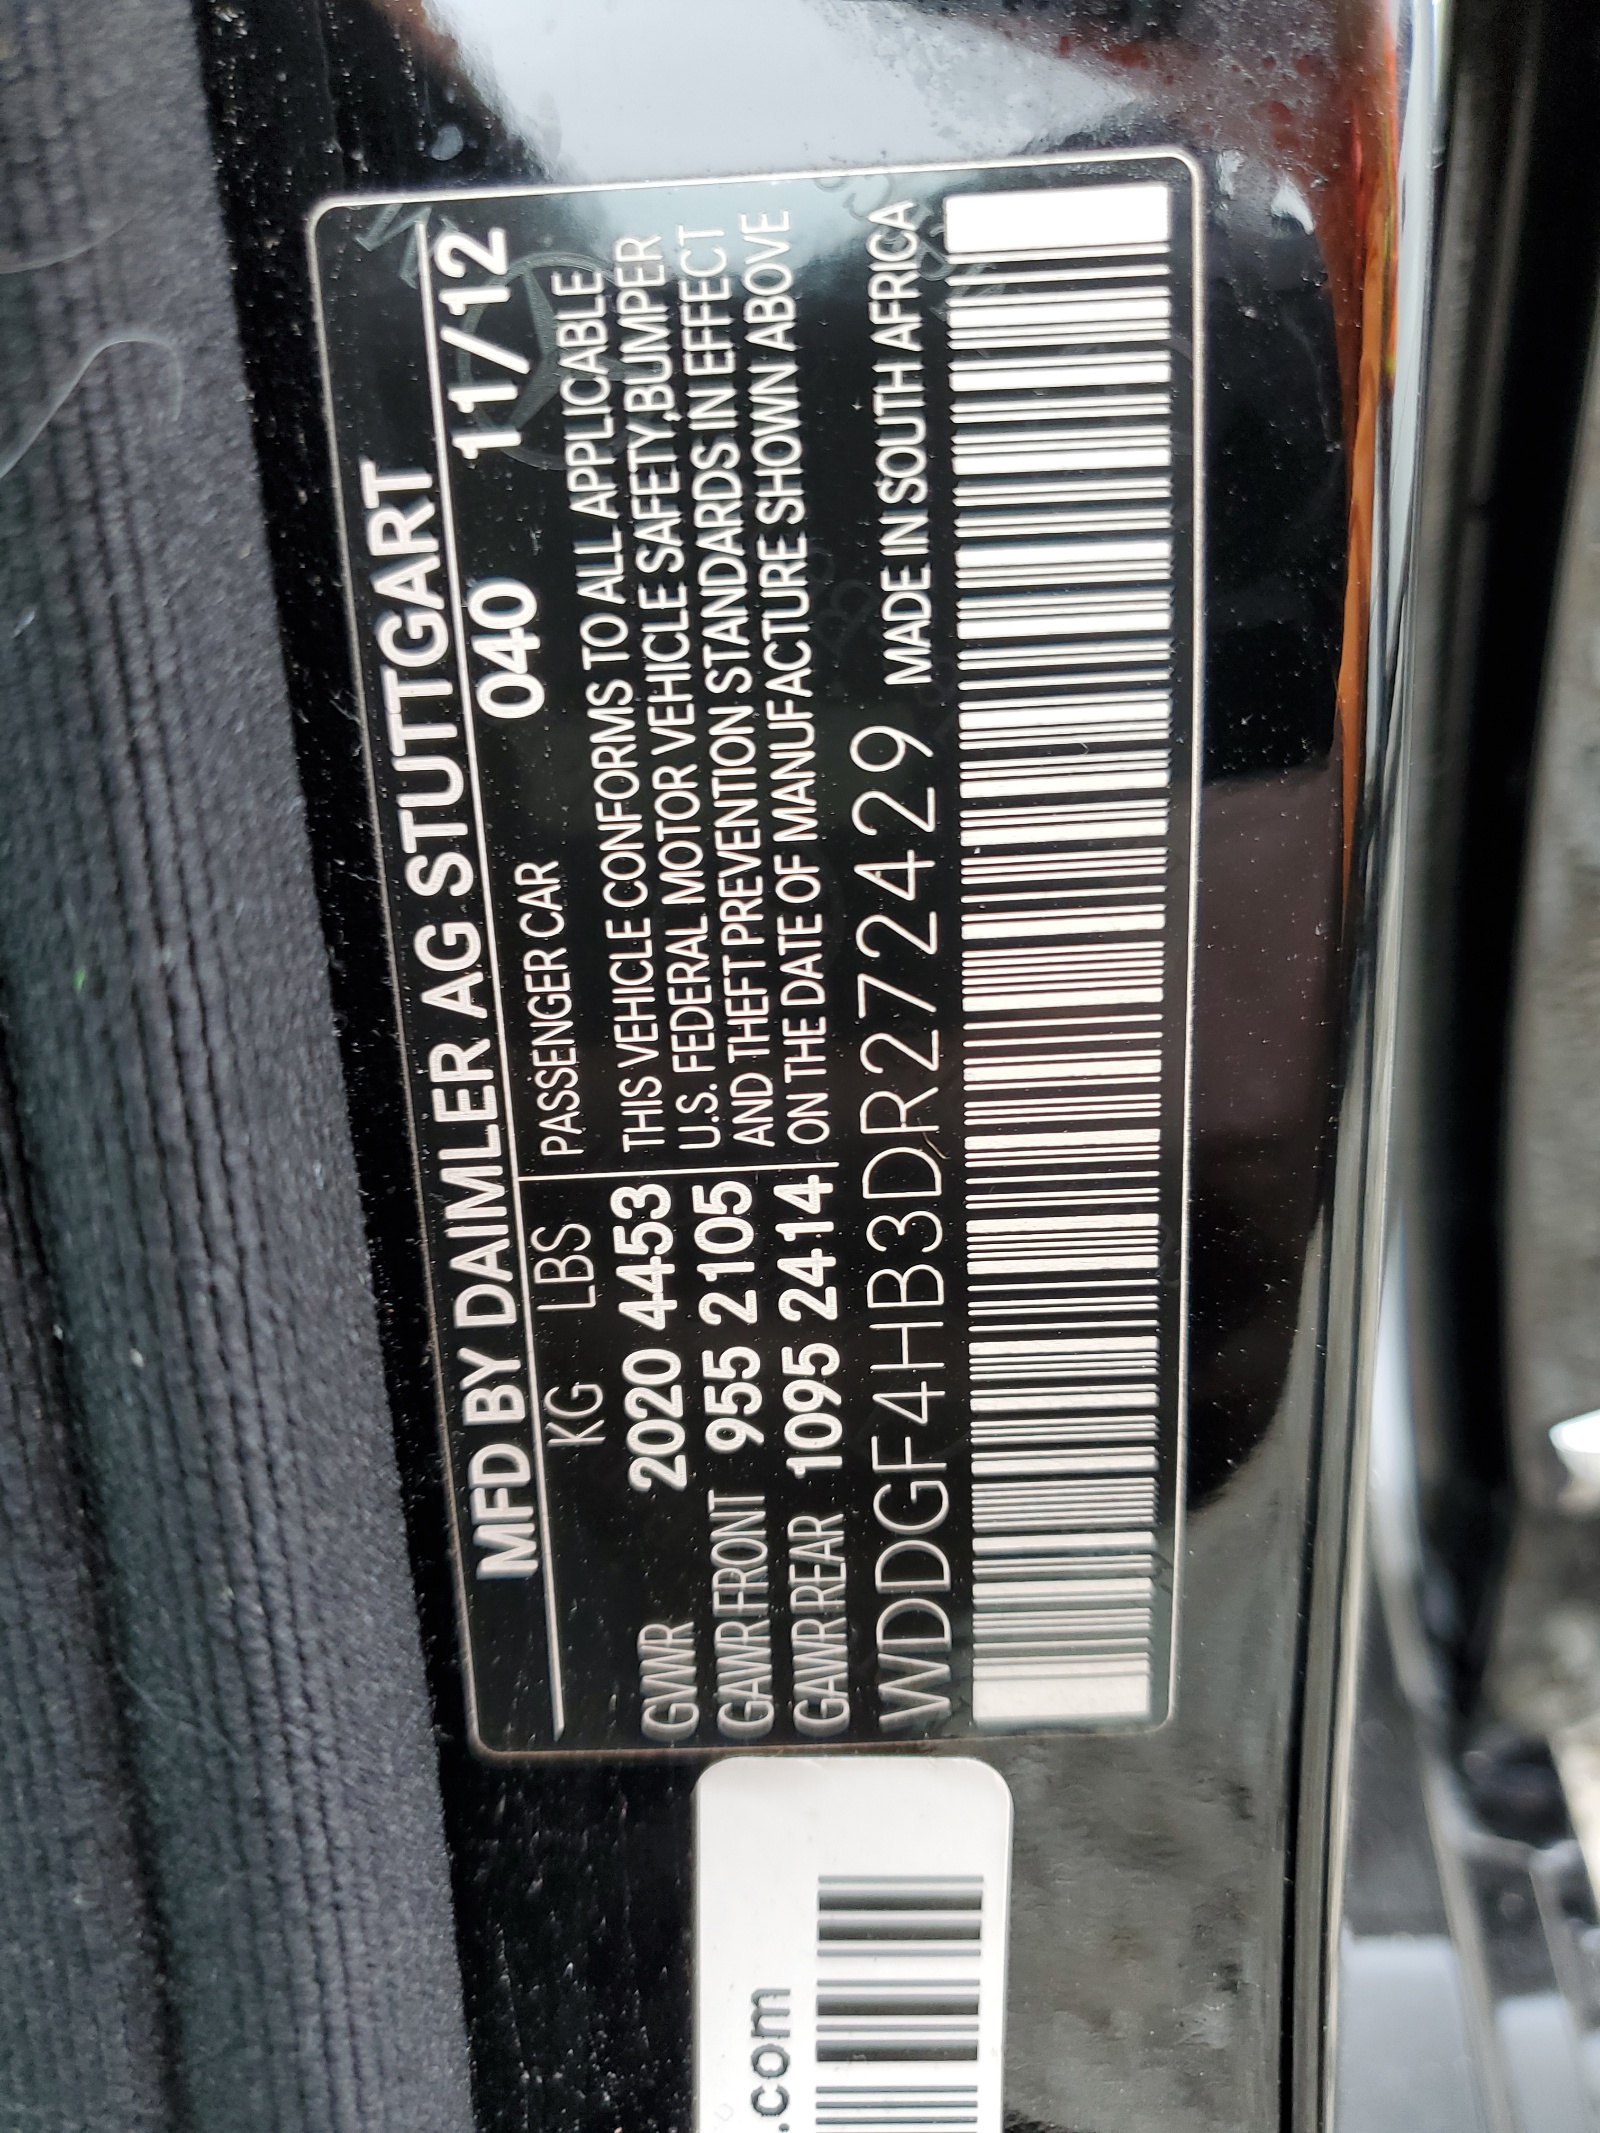 MFD BY DAIMLER AG STUTTGART
KG LBS PASSENGER CAR 040 11/12
GVWR 2020 4453 THIS VEHICLE CONFORMS TO ALL APPLICABLE
GAWR FRONT 955 2105 U.S. FEDERAL MOTOR VEHICLE SAFETY,BUMPER
AND THEFT PREVENTION STANDARDS IN EFFECT
GAWR REAR 1095 2414 ON THE DATE OF MANUFACTURE SHOWN ABOVE
WDDGF4HB3DR272429 MADE IN SOUTH AFRICA
.com